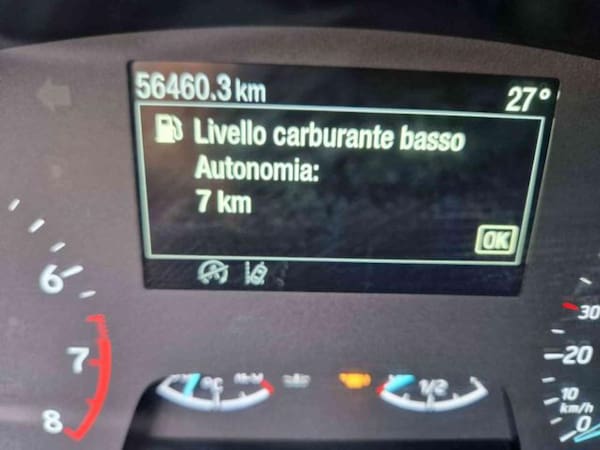 56460.3 km 27°
Livello carburante basso
Autonomia:
7 km
OK
6
7
8
°C
1/2
30
20
10
km/h
0